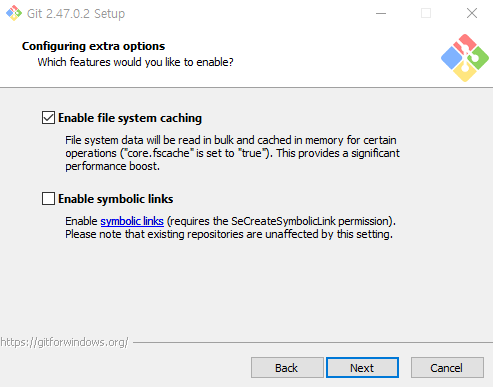 Git 2.47.0.2 Setup
Configuring extra options
Which features would you like to enable?
Enable file system caching
File system data will be read in bulk and cached in memory for certain
operations ("core.fscache" is set to "true"). This provides a significant
performance boost.
Enable symbolic links
Enable symbolic links (requires the SeCreateSymbolicLink permission).
Please note that existing repositories are unaffected by this setting.
https://gitforwindows.org/
Back
Next
Cancel